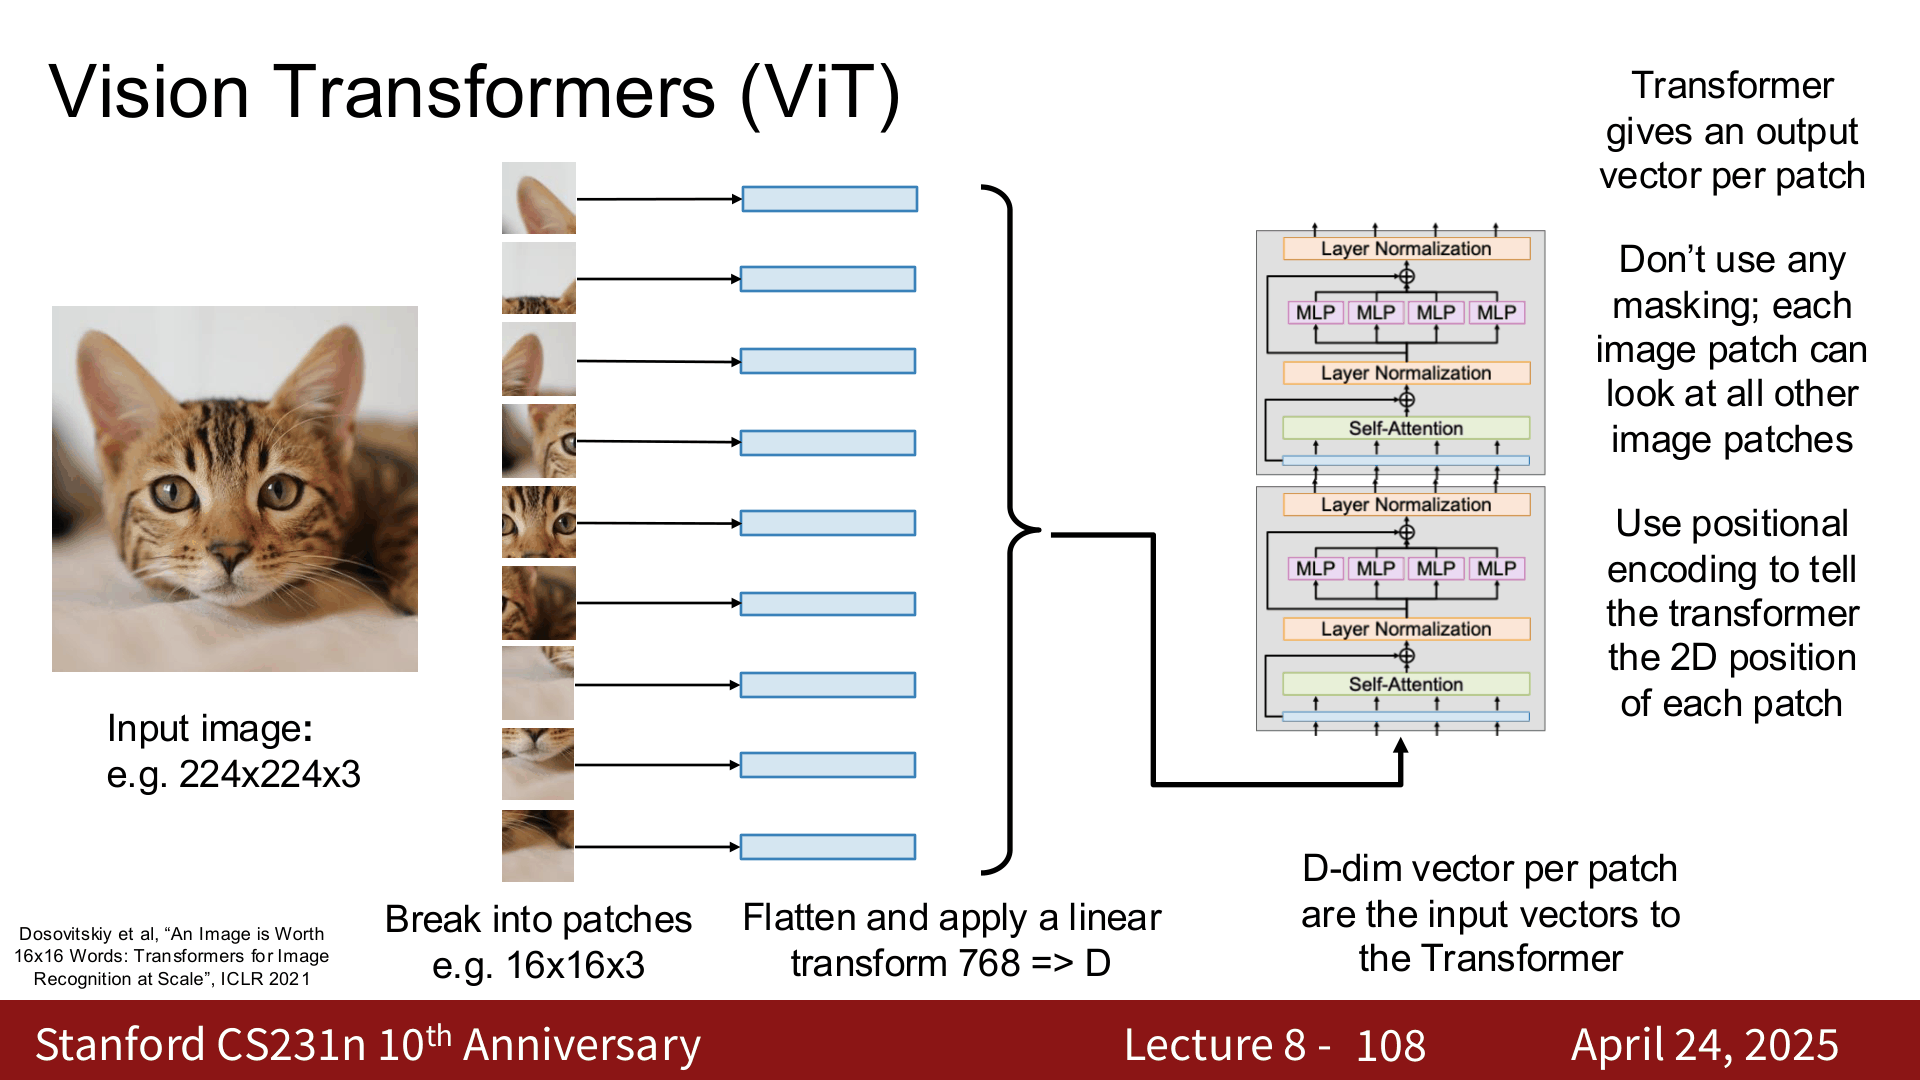 Vision Transformers (ViT)
Input image:
e.g. 224x224x3
Break into patches
e.g. 16x16x3
Flatten and apply a linear
transform 768 => D
Layer Normalization
MLP MLP MLP MLP
Layer Normalization
Self-Attention
Layer Normalization
MLP MLP MLP MLP
Layer Normalization
Self-Attention
D-dim vector per patch
are the input vectors to
the Transformer
Transformer
gives an output
vector per patch
Don’t use any
masking; each
image patch can
look at all other
image patches
Use positional
encoding to tell
the transformer
the 2D position
of each patch
Dosovitskiy et al, “An Image is Worth
16x16 Words: Transformers for Image
Recognition at Scale”, ICLR 2021
Stanford CS231n 10th Anniversary
Lecture 8 - 108
April 24, 2025